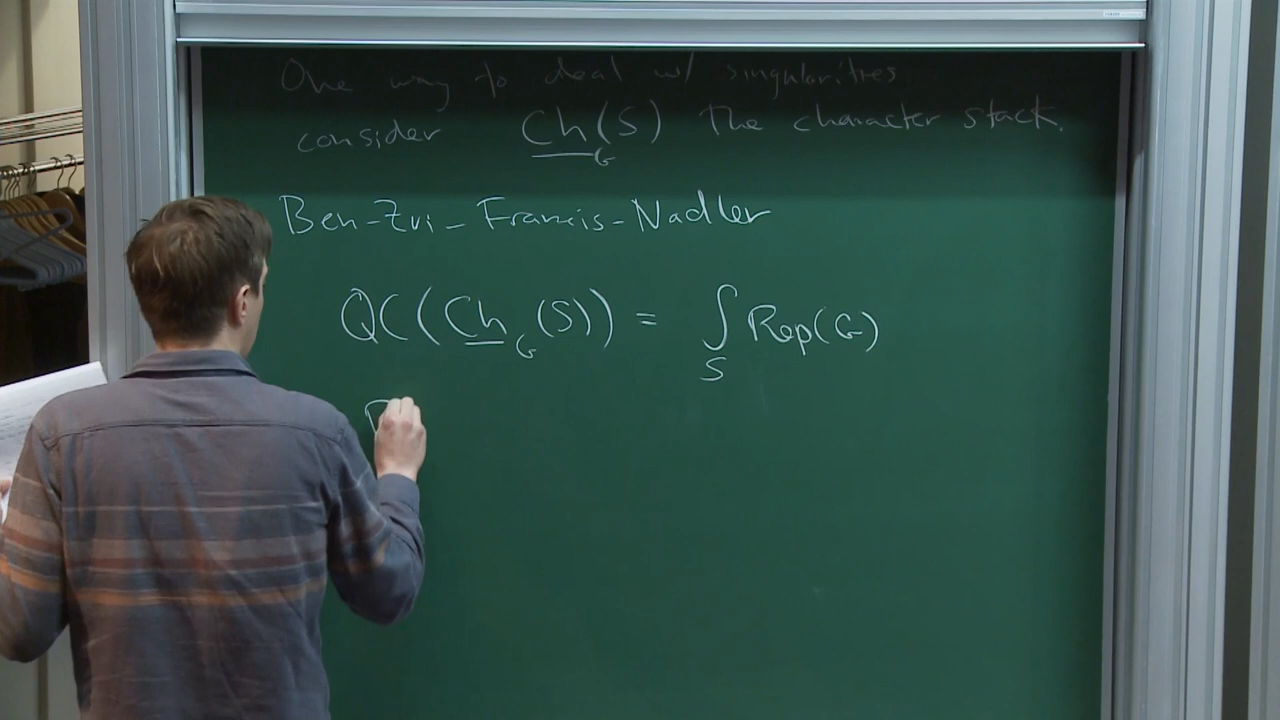 One way to deal w/ singularities
consider Ch_G(S) the character stack.
Ben-Zvi-Francis-Nadler
QC(Ch_G(S)) = ∫_S Rep(G)